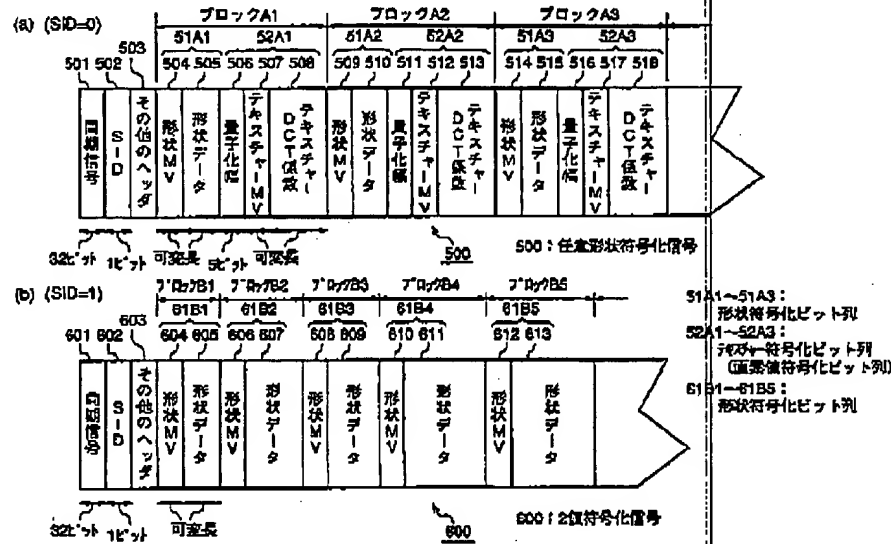 (a) (SID=0)
ブロックA1 ブロックA2 ブロックA3
51A1 52A1 51A2 52A2 51A3 52A3
501 502 503 504 505 506 507 508 509 510 511 512 513 514 515 516 517 518
同期信号
SID
その他のヘッダ
形状MV
形状データ
量子化幅
テキスチャーMV
テキスチャーDCT係数
形状MV
形状データ
量子化幅
テキスチャーMV
テキスチャーDCT係数
形状MV
形状データ
量子化幅
テキスチャーMV
テキスチャーDCT係数
32ビット 1ビット 可変長 5ビット 可変長
500
500:任意形状符号化信号
(b) (SID=1)
ブロックB1 ブロックB2 ブロックB3 ブロックB4 ブロックB5
61B1 61B2 61B3 61B4 61B5
601 602 603 604 605 606 607 608 609 610 611 612 613
同期信号
SID
その他のヘッダ
形状MV
形状データ
形状MV
形状データ
形状MV
形状データ
形状MV
形状データ
形状MV
形状データ
32ビット 1ビット 可変長
600
600:2値符号化信号
51A1~51A3:
形状符号化ビット列
52A1~52A3:
テキスチャー符号化ビット列
(画素値符号化ビット列)
61B1~61B5:
形状符号化ビット列